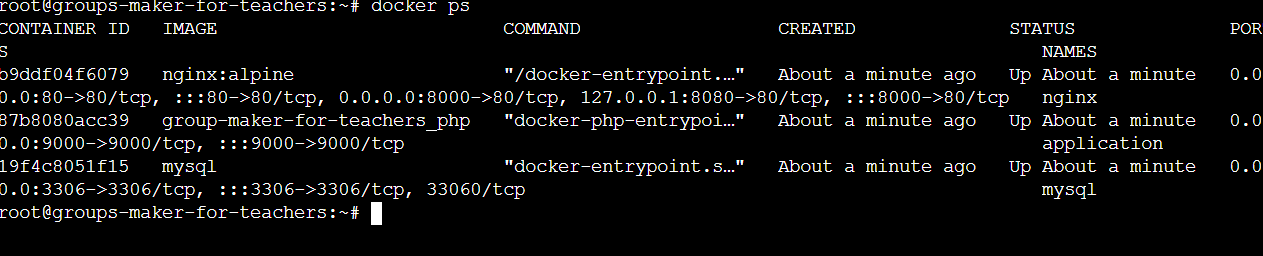 root@groups-maker-for-teachers:~# docker ps
CONTAINER ID   IMAGE                         COMMAND                  CREATED              STATUS              POR
S                                                                                             NAMES
b9ddf04f6079   nginx:alpine                  "/docker-entrypoint.…"   About a minute ago   Up About a minute   0.0
0.0:80->80/tcp, :::80->80/tcp, 0.0.0.0:8000->80/tcp, 127.0.0.1:8080->80/tcp, :::8000->80/tcp   nginx
87b8080acc39   group-maker-for-teachers_php   "docker-php-entrypoi…"   About a minute ago   Up About a minute   0.0
0.0:9000->9000/tcp, :::9000->9000/tcp                                                          application
19f4c8051f15   mysql                         "docker-entrypoint.s…"   About a minute ago   Up About a minute   0.0
0.0:3306->3306/tcp, :::3306->3306/tcp, 33060/tcp                                               mysql
root@groups-maker-for-teachers:~#